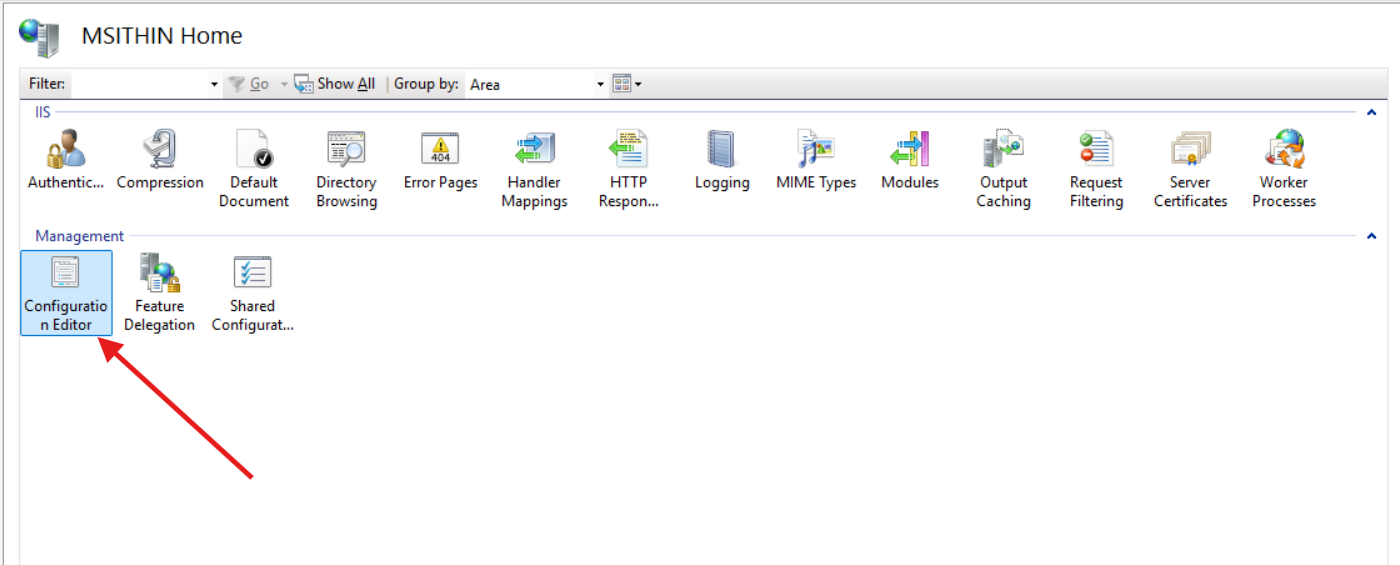 MSITHIN Home
Filter: Go Show All Group by: Area
IIS
Authentic... Compression Default Document Directory Browsing Error Pages 404 Handler Mappings HTTP Respon... Logging MIME Types Modules Output Caching Request Filtering Server Certificates Worker Processes
Management
Configuratio
n Editor
Feature
Delegation
Shared
Configurat...